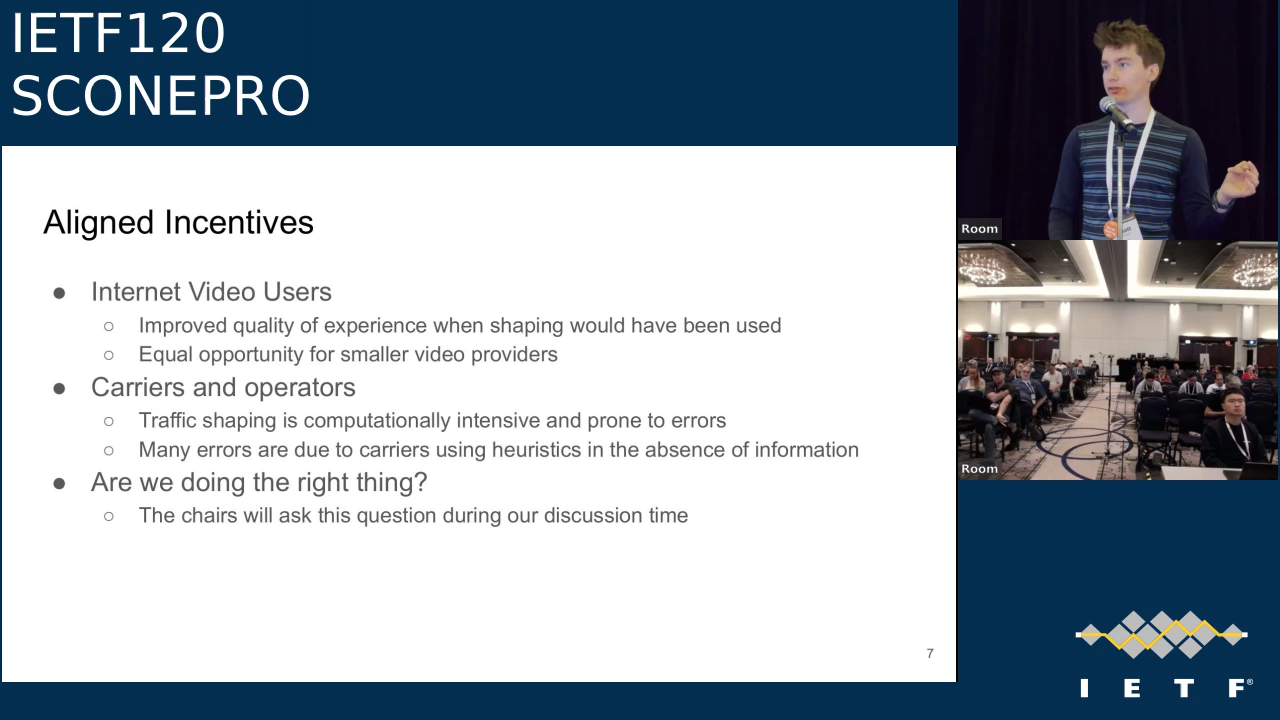 IETF120
SCONEPRO
Aligned Incentives
● Internet Video Users
○ Improved quality of experience when shaping would have been used
○ Equal opportunity for smaller video providers
● Carriers and operators
○ Traffic shaping is computationally intensive and prone to errors
○ Many errors are due to carriers using heuristics in the absence of information
● Are we doing the right thing?
○ The chairs will ask this question during our discussion time
7
Room
Room
I E T F®